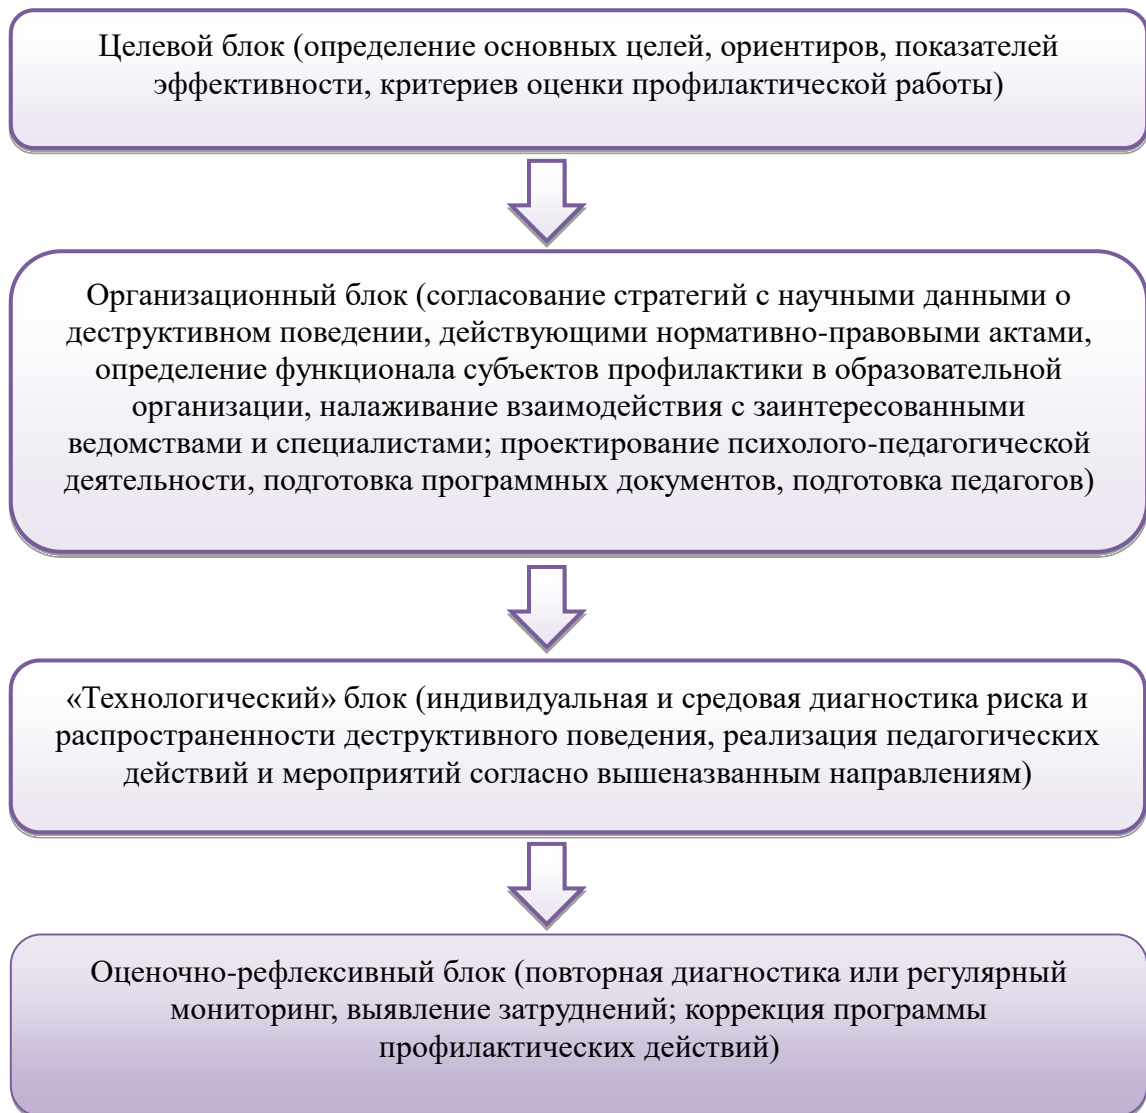 Целевой блок (определение основных целей, ориентиров, показателей
эффективности, критериев оценки профилактической работы)
Организационный блок (согласование стратегий с научными данными о
деструктивном поведении, действующими нормативно-правовыми актами,
определение функционала субъектов профилактики в образовательной
организации, налаживание взаимодействия с заинтересованными
ведомствами и специалистами; проектирование психолого-педагогической
деятельности, подготовка программных документов, подготовка педагогов)
«Технологический» блок (индивидуальная и средовая диагностика риска и
распространенности деструктивного поведения, реализация педагогических
действий и мероприятий согласно вышеназванным направлениям)
Оценочно-рефлексивный блок (повторная диагностика или регулярный
мониторинг, выявление затруднений; коррекция программы
профилактических действий)